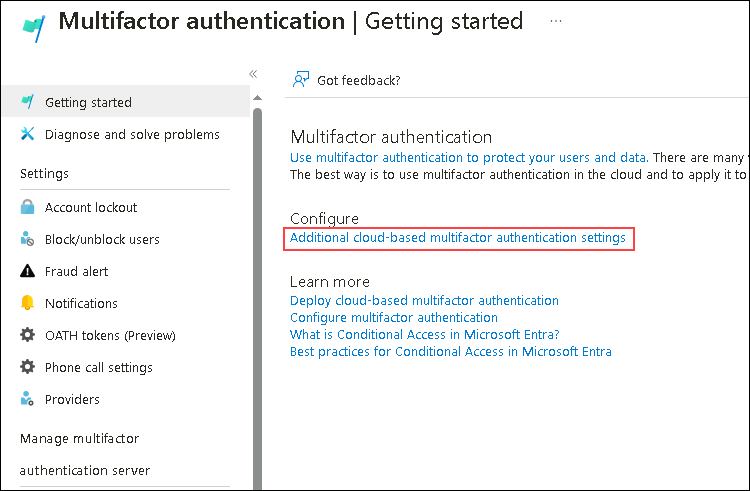 Multifactor authentication | Getting started ...
«
Getting started
Diagnose and solve problems
Settings
Account lockout
Block/unblock users
Fraud alert
Notifications
OATH tokens (Preview)
Phone call settings
Providers
Manage multifactor
authentication server
Got feedback?
Multifactor authentication
Use multifactor authentication to protect your users and data. There are many
The best way is to use multifactor authentication in the cloud and to apply it to
Configure
Additional cloud-based multifactor authentication settings
Learn more
Deploy cloud-based multifactor authentication
Configure multifactor authentication
What is Conditional Access in Microsoft Entra?
Best practices for Conditional Access in Microsoft Entra